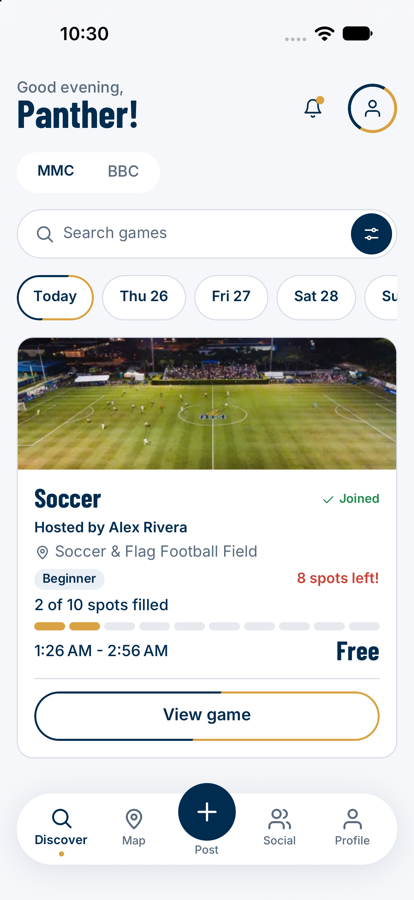 10:30
Good evening,
Panther!
MMC BBC
Search games
Today Thu 26 Fri 27 Sat 28 Su
Soccer Joined
Hosted by Alex Rivera
Soccer & Flag Football Field
Beginner 8 spots left!
2 of 10 spots filled
1:26 AM - 2:56 AM Free
View game
Discover Map Post Social Profile